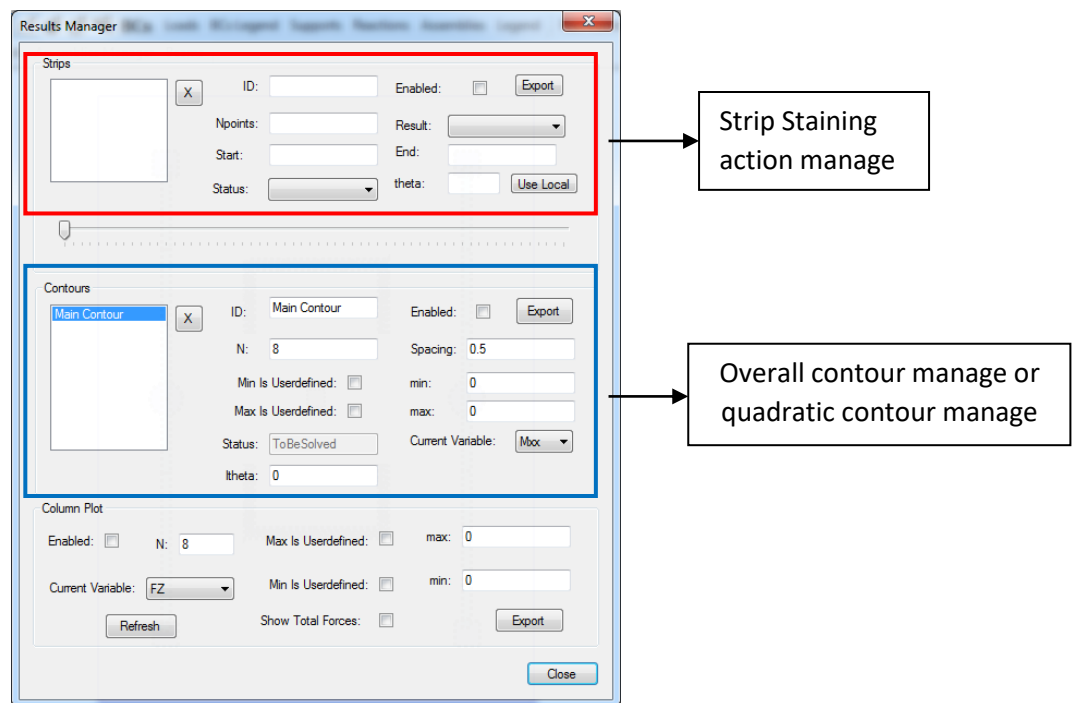 Results Manager
Strips
X
ID:
Enabled:
Export
Npoints:
Result:
Start:
End:
Status:
theta:
Use Local
Strip Staining
action manage
Contours
Main Contour
X
ID: Main Contour
Enabled:
Export
N: 8
Spacing: 0.5
Min Is Userdefined:
min: 0
Max Is Userdefined:
max: 0
Status: ToBeSolved
Current Variable: Mxx
ltheta: 0
Overall contour manage or
quadratic contour manage
Column Plot
Enabled:
N: 8
Max Is Userdefined:
max: 0
Current Variable: FZ
Min Is Userdefined:
min: 0
Refresh
Show Total Forces:
Export
Close